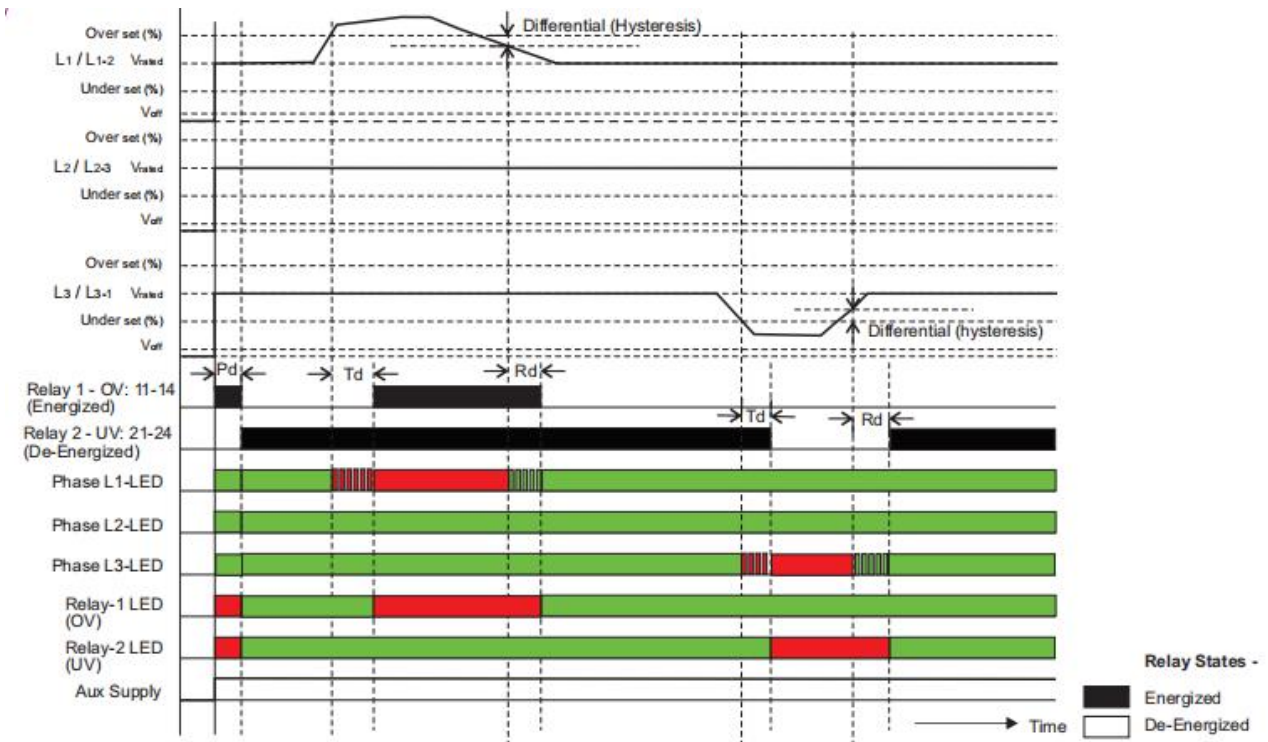 Over set (%)
Differential (Hysteresis)
L1 / L1-2 Vrated
Under set (%)
Voff
Over set (%)
L2 / L2-3 Vrated
Under set (%)
Voff
Over set (%)
L3 / L3-1 Vrated
Under set (%)
Differential (hysteresis)
Voff
Pd
Td
Rd
Relay 1 - OV: 11-14
(Energized)
Td
Rd
Relay 2 - UV: 21-24
(De-Energized)
Phase L1-LED
Phase L2-LED
Phase L3-LED
Relay-1 LED
(OV)
Relay-2 LED
(UV)
Relay States -
Aux Supply
Energized
Time
De-Energized